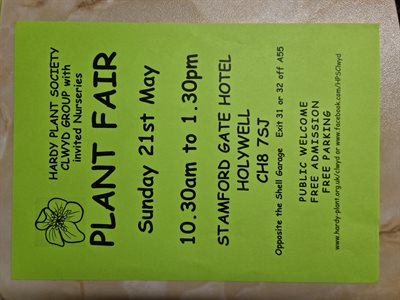 HARDY PLANT SOCIETY
CLWYD GROUP with
invited Nurseries
PLANT FAIR
Sunday 21st May
10.30am to 1.30pm
STAMFORD GATE HOTEL
HOLYWELL
CH8 7SJ
Opposite the Shell Garage Exit 31 or 32 off A55
PUBLIC WELCOME
FREE ADMISSION
FREE PARKING
www.hardy-plant.org.uk/clwyd or www.facebook.com/HPSClwyd